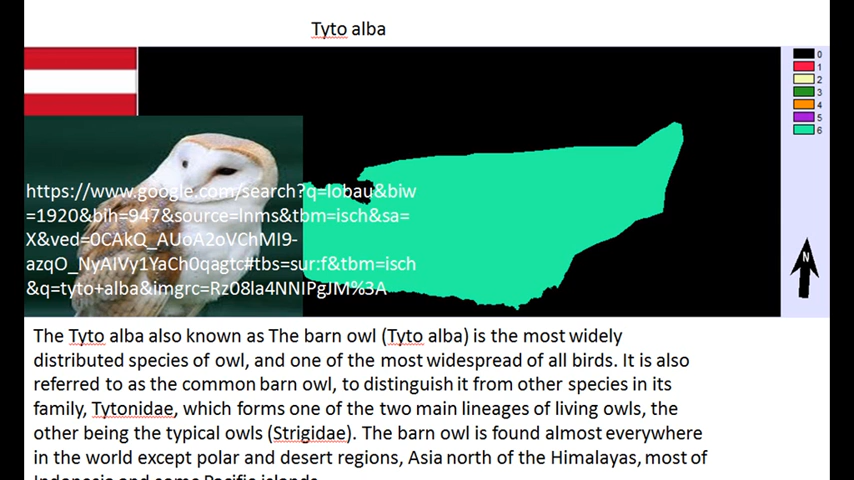 Tyto alba
0
1
2
3
4
5
6
N
https://www.google.com/search?q=lobau&biw
=1920&bih=947&source=lnms&tbm=isch&sa=
X&ved=0CAkQ_AUoA2oVChMI9-
azqO_NyAIVy1YaCh0qagtc#tbs=sur:f&tbm=isch
&q=tyto+alba&imgrc=Rz08la4NNIPgJM%3A
The Tyto alba also known as The barn owl (Tyto alba) is the most widely
distributed species of owl, and one of the most widespread of all birds. It is also
referred to as the common barn owl, to distinguish it from other species in its
family, Tytonidae, which forms one of the two main lineages of living owls, the
other being the typical owls (Strigidae). The barn owl is found almost everywhere
in the world except polar and desert regions, Asia north of the Himalayas, most of
Indonesia and some Pacific islands